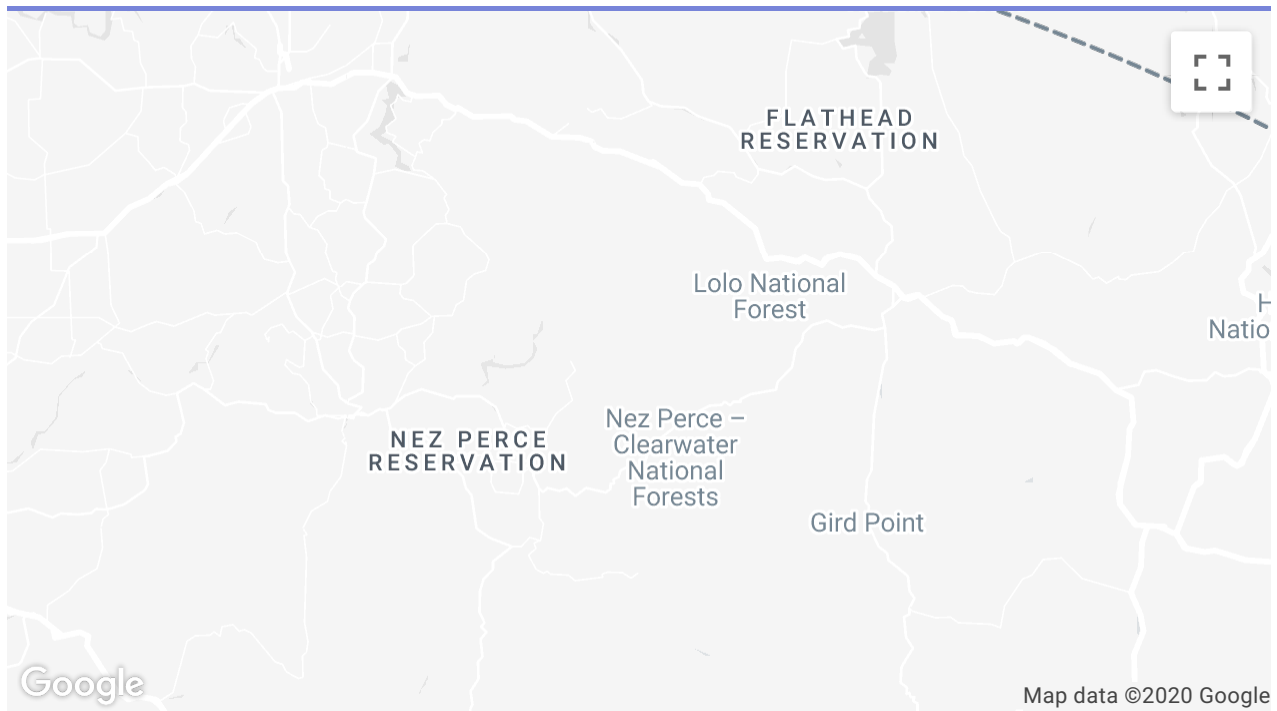 FLATHEAD
RESERVATION
Lolo National
Forest
H
Natio
Nez Perce –
Clearwater
National
Forests
NEZ PERCE
RESERVATION
Gird Point
Google
Map data ©2020 Google